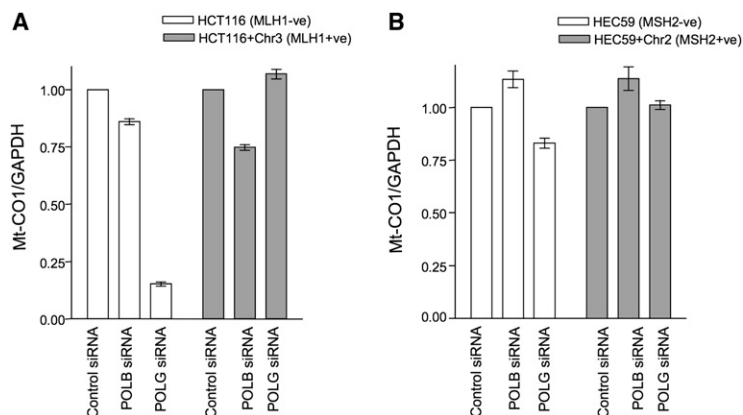 A
HCT116 (MLH1-ve)
HCT116+Chr3 (MLH1+ve)
Mt-CO1/GAPDH
1.00
0.75
0.50
0.25
0.00
Control siRNA
POLB siRNA
POLG siRNA
Control siRNA
POLB siRNA
POLG siRNA
B
HEC59 (MSH2-ve)
HEC59+Chr2 (MSH2+ve)
Mt-CO1/GAPDH
1.00
0.75
0.50
0.25
0.00
Control siRNA
POLB siRNA
POLG siRNA
Control siRNA
POLB siRNA
POLG siRNA